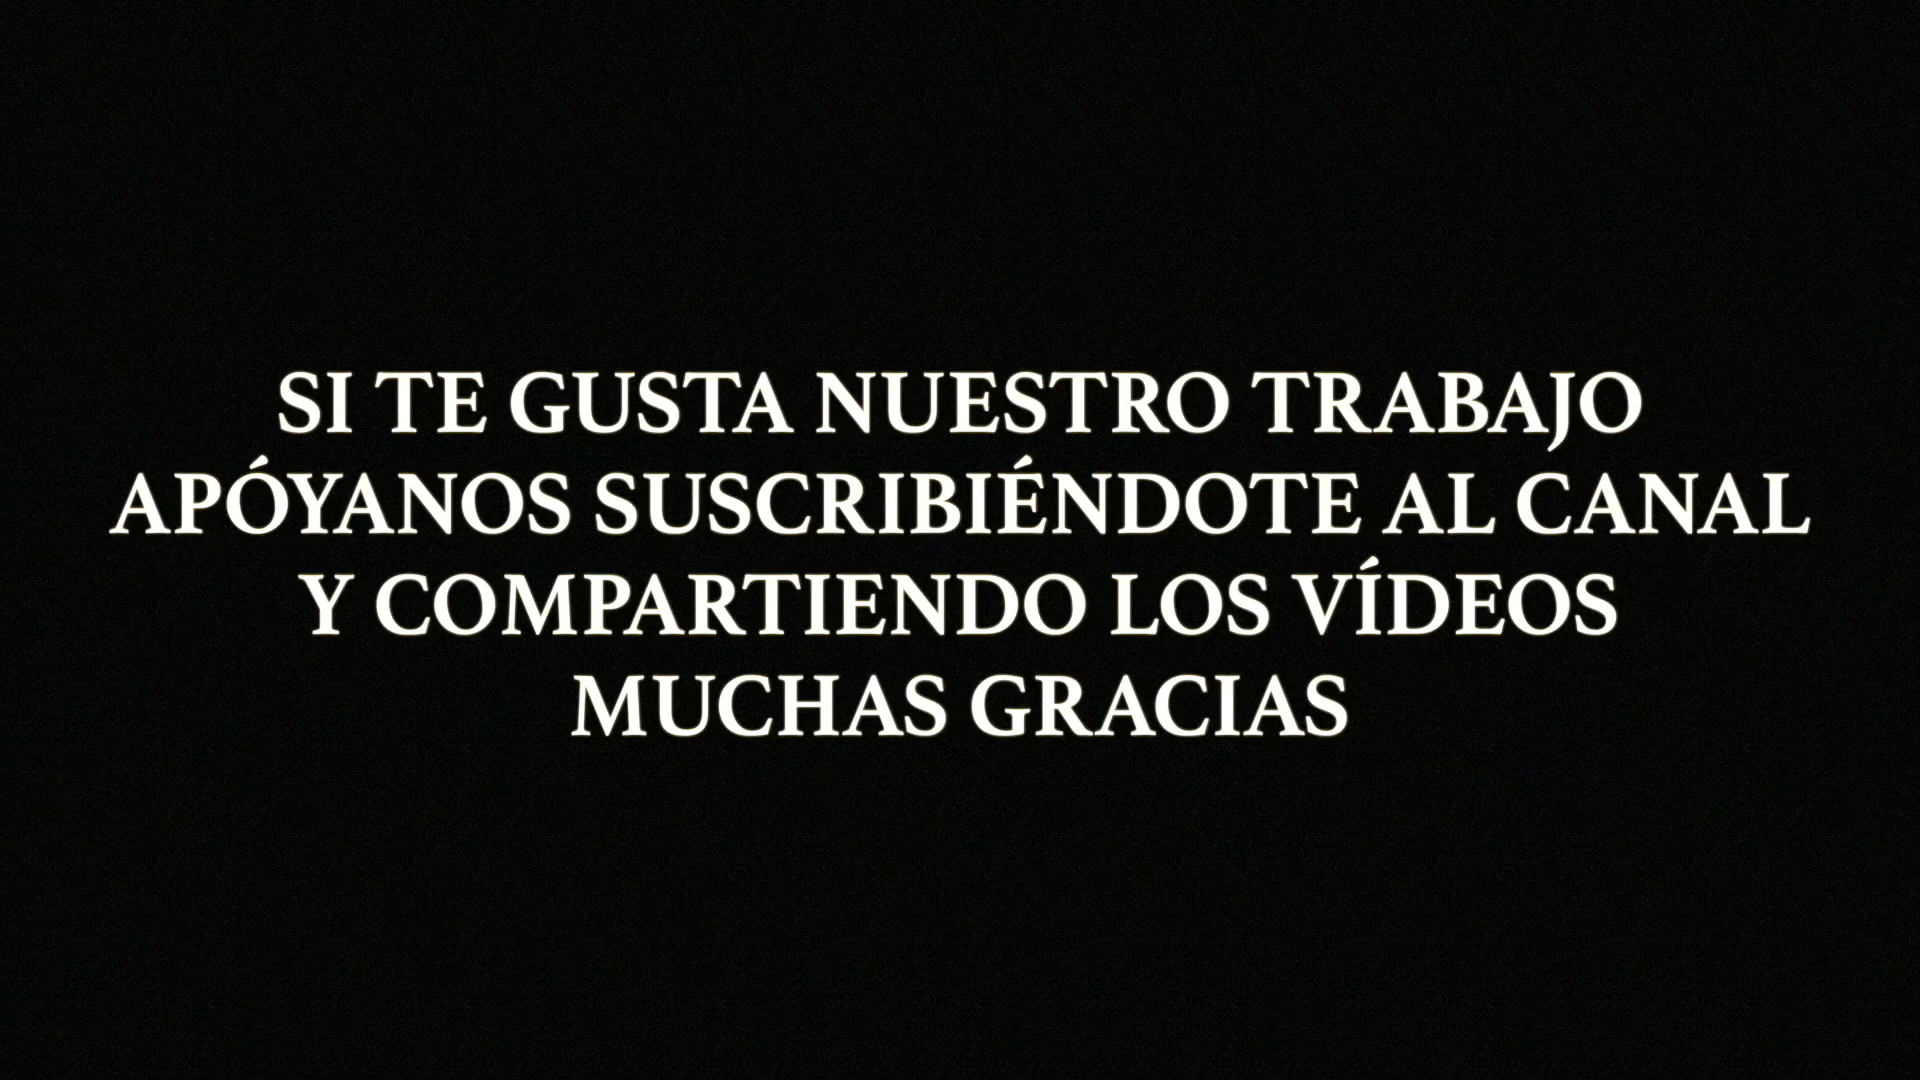 SI TE GUSTA NUESTRO TRABAJO
APÓYANOS SUSCRIBIÉNDOTE AL CANAL
Y COMPARTIENDO LOS VÍDEOS
MUCHAS GRACIAS